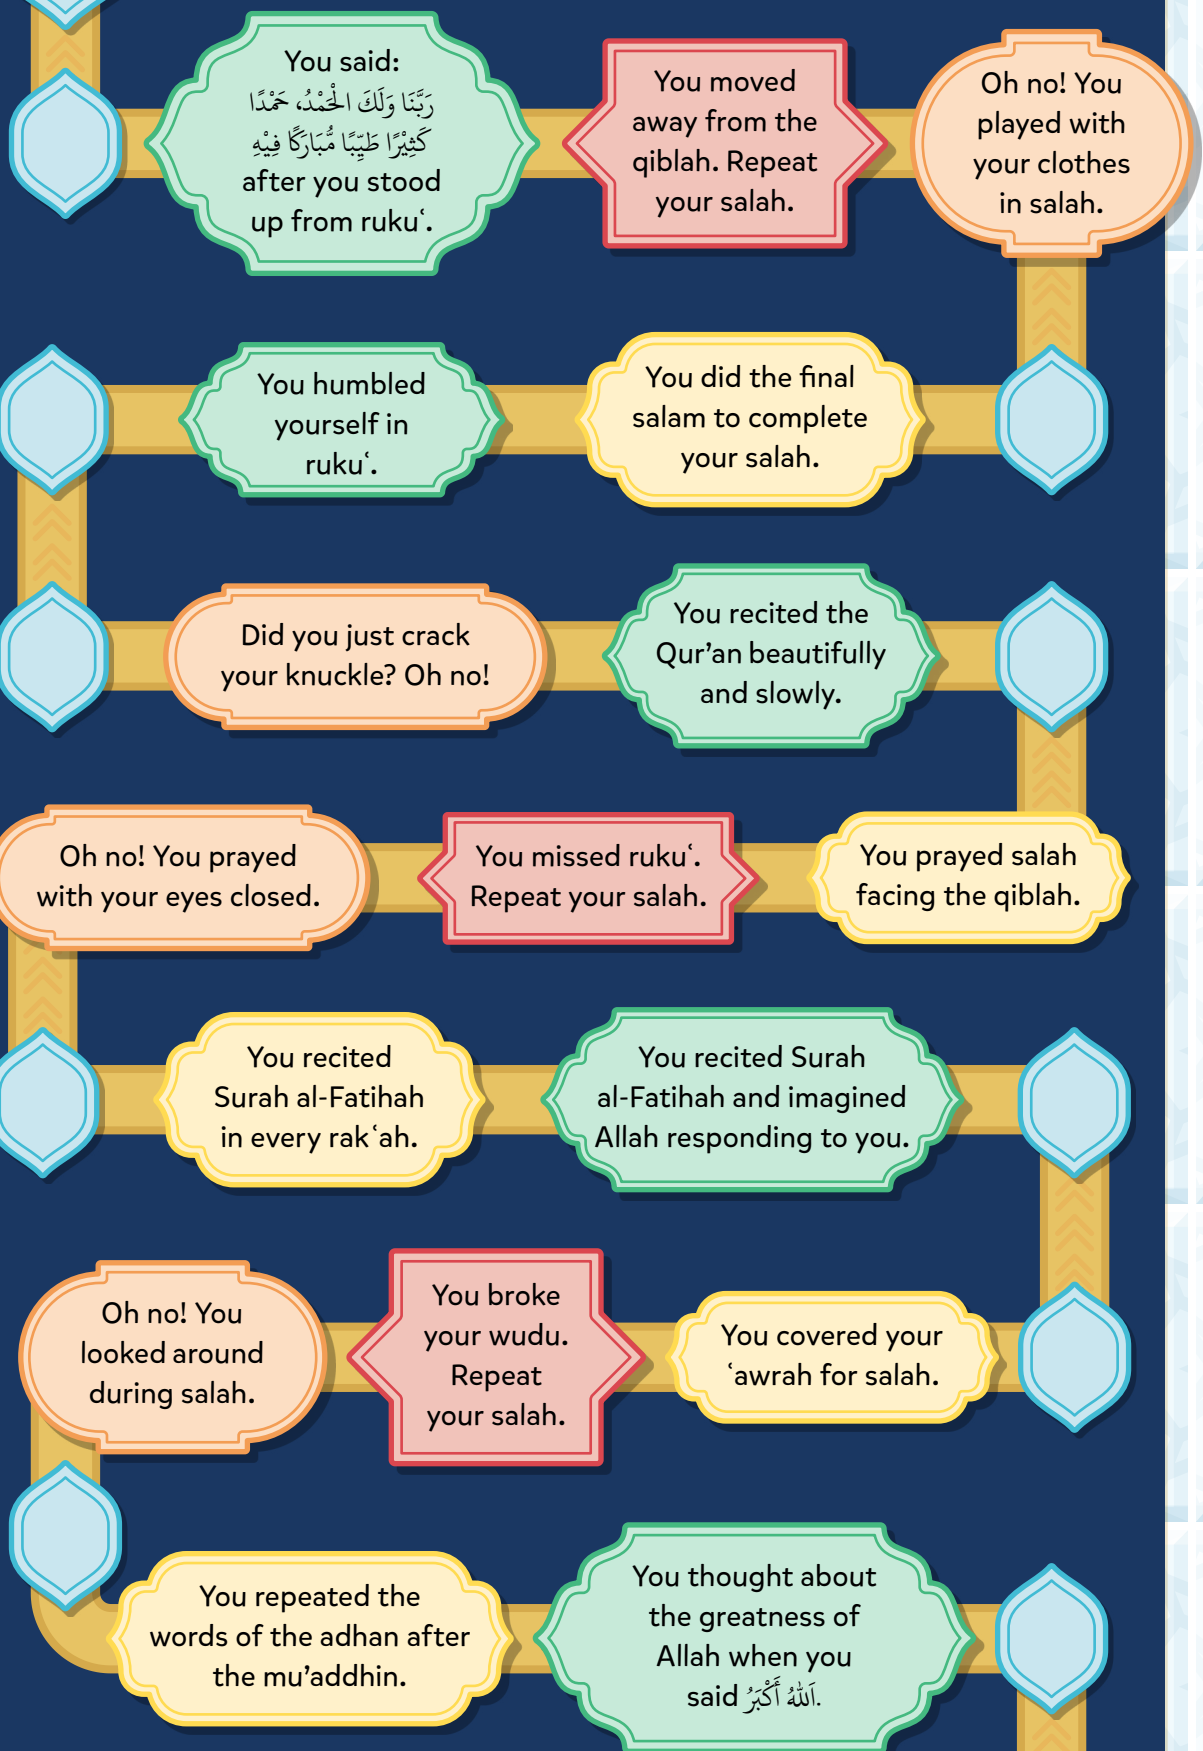 You said:
رَبَّنَا وَلَكَ الْحَمْدُ، حَمْدًا
كَثِيْرًا طَيِّبًا مُّبَارَكًا فِيْهِ
after you stood
up from rukuʿ.
You moved
away from the
qiblah. Repeat
your salah.
Oh no! You
played with
your clothes
in salah.
You humbled
yourself in
rukuʿ.
You did the final
salam to complete
your salah.
Did you just crack
your knuckle? Oh no!
You recited the
Qur’an beautifully
and slowly.
Oh no! You prayed
with your eyes closed.
You missed rukuʿ.
Repeat your salah.
You prayed salah
facing the qiblah.
You recited
Surah al-Fatihah
in every rakʿah.
You recited Surah
al-Fatihah and imagined
Allah responding to you.
Oh no! You
looked around
during salah.
You broke
your wudu.
Repeat
your salah.
You covered your
ʿawrah for salah.
You repeated the
words of the adhan after
the mu’addhin.
You thought about
the greatness of
Allah when you
said اَللّٰهُ أَكْبَرُ.